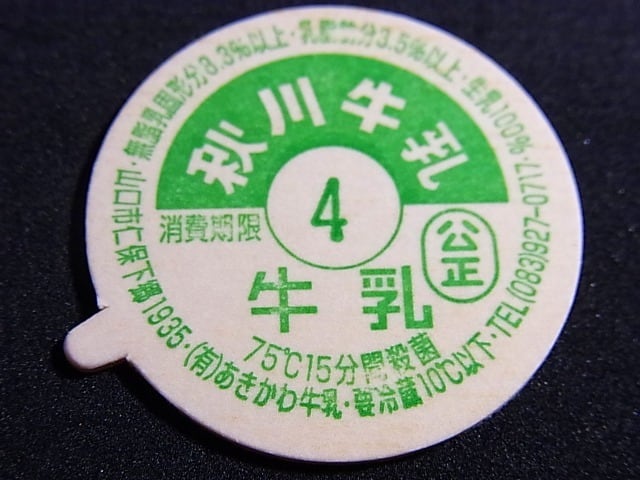 無脂乳固形分8.3%以上・乳脂肪分3.5%以上・生乳100%・
秋川牛乳
4
消費期限
公正
牛乳
75℃15分間殺菌
山口市仁保下郷1935・(有)あきかわ牛乳・要冷蔵10℃以下・TEL(083)927-0717